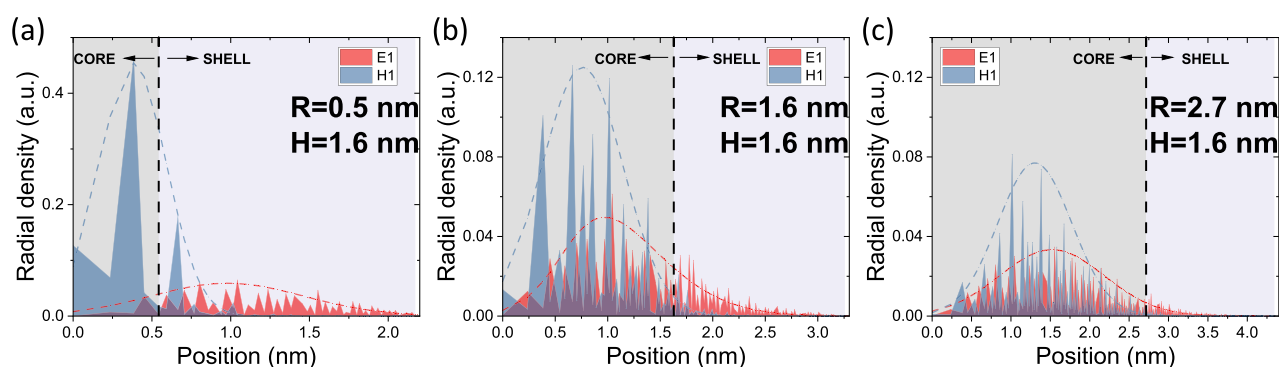 (a)
CORE
SHELL
E1
H1
R=0.5 nm
H=1.6 nm
Radial density (a.u.)
0.4
0.2
0.0
0.0 0.5 1.0 1.5 2.0
Position (nm)
(b)
CORE
SHELL
E1
H1
R=1.6 nm
H=1.6 nm
Radial density (a.u.)
0.12
0.08
0.04
0.00
0.0 0.5 1.0 1.5 2.0 2.5 3.0
Position (nm)
(c)
E1
H1
CORE
SHELL
R=2.7 nm
H=1.6 nm
Radial density (a.u.)
0.12
0.08
0.04
0.00
0.0 0.5 1.0 1.5 2.0 2.5 3.0 3.5 4.0
Position (nm)